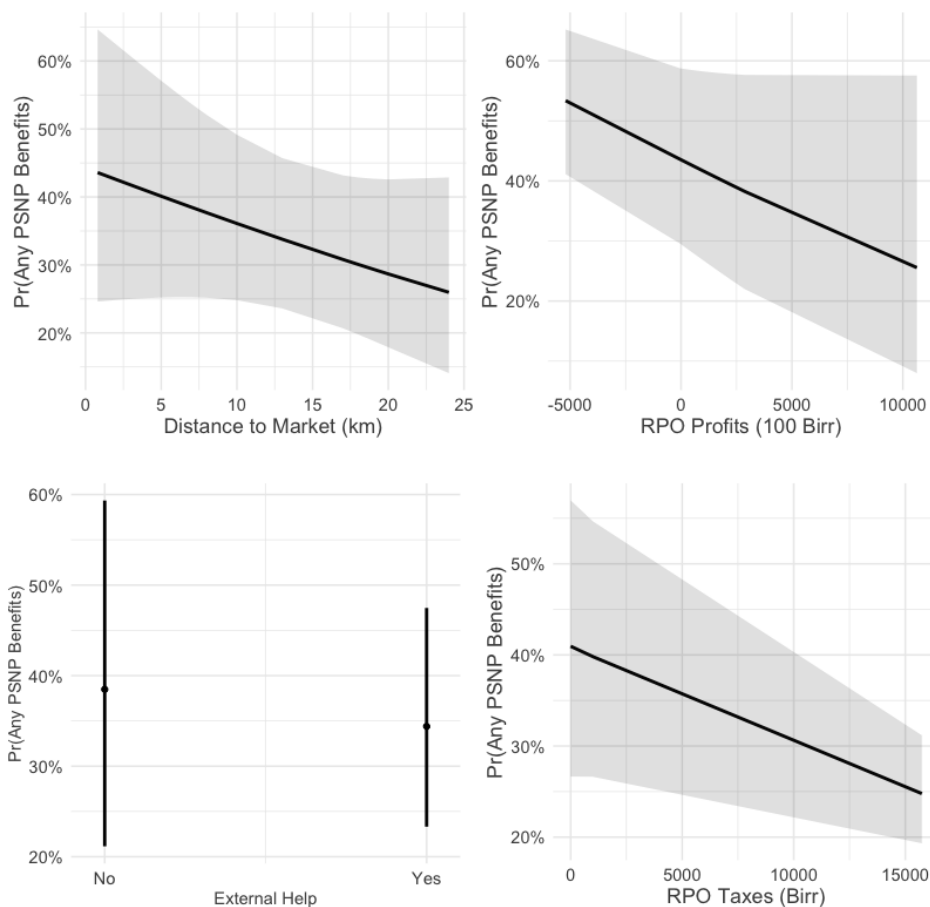 Pr(Any PSNP Benefits)
60%
50%
40%
30%
20%
0 5 10 15 20 25
Distance to Market (km)
Pr(Any PSNP Benefits)
60%
40%
20%
-5000 0 5000 10000
RPO Profits (100 Birr)
Pr(Any PSNP Benefits)
60%
50%
40%
30%
20%
No Yes
External Help
Pr(Any PSNP Benefits)
50%
40%
30%
20%
0 5000 10000 15000
RPO Taxes (Birr)